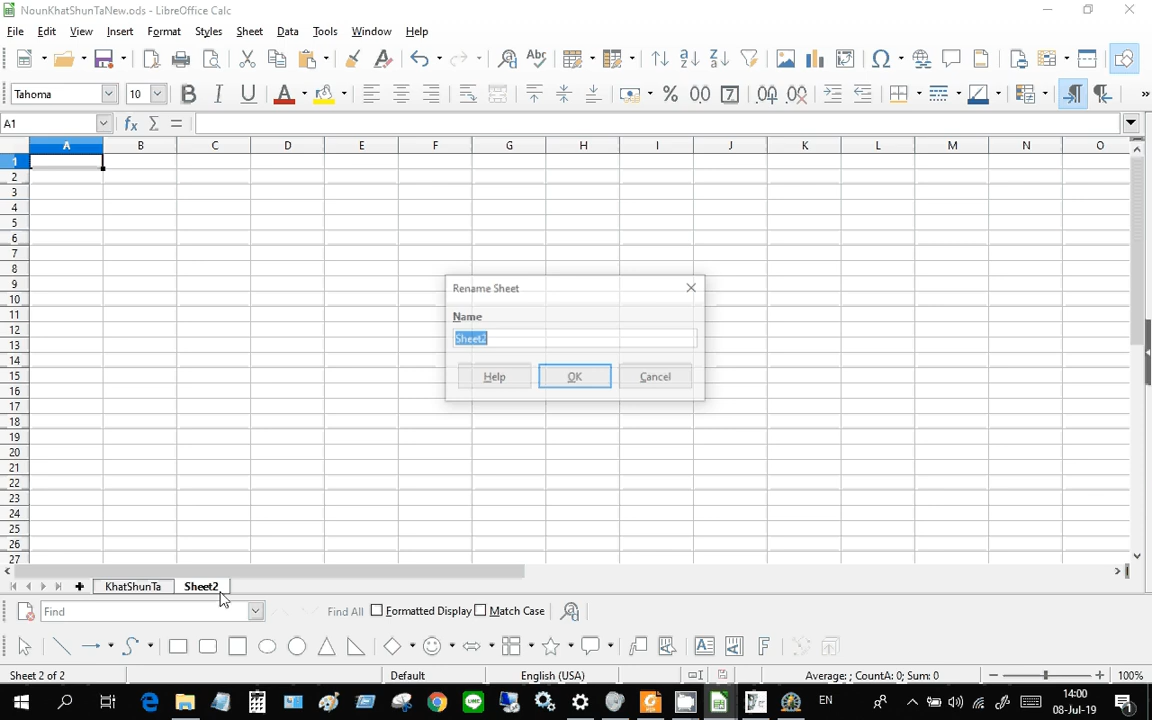 NounKhatShunTaNew.ods - LibreOffice Calc
File Edit View Insert Format Styles Sheet Data Tools Window Help
Tahoma 10
A1
A B C D E F G H I J K L M N O
1
2
3
4
5
6
7
8
9
10
11
12
13
14
15
16
17
18
19
20
21
22
23
24
25
26
27
Rename Sheet
Name
Sheet2
Help OK Cancel
KhatShunTa Sheet2
Find Find All Formatted Display Match Case
Sheet 2 of 2 Default English (USA) Average: ; CountA: 0; Sum: 0 100%
EN 14:00
08-Jul-19